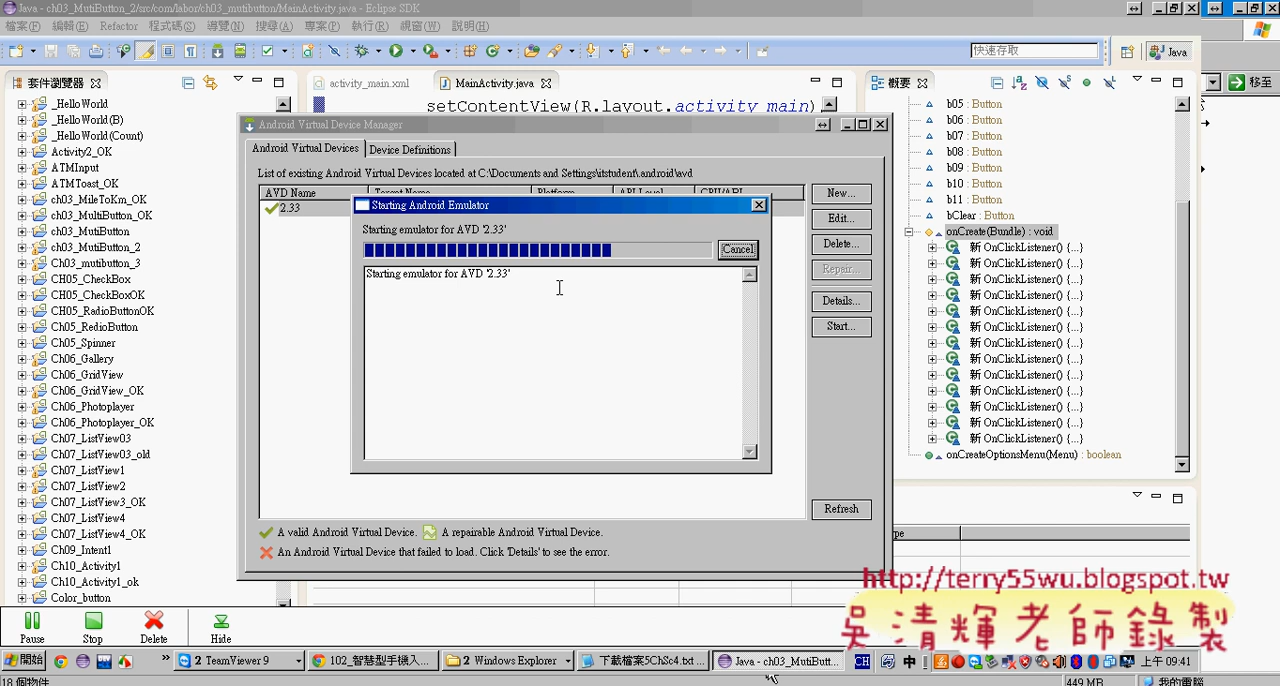 Java - ch03_MutiButton_2/src/com/labor/ch03_mutibutton/MainActivity.java - Eclipse SDK
檔案(F) 編輯(E) Refactor 程式碼(S) 導覽(N) 搜尋(A) 專案(P) 執行(R) 視窗(W) 說明(H)
快速存取
Java
套件瀏覽器
activity_main.xml
MainActivity.java
概要
移至
_HelloWorld
_HelloWorld(B)
_HelloWorld(Count)
Activity2_OK
ATMInput
ATMToast_OK
ch03_MileToKm_OK
ch03_MultiButton_OK
ch03_MutiButton
ch03_MutiButton_2
Ch03_mutibutton_3
CH05_CheckBox
CH05_CheckBoxOK
CH05_RadioButtonOK
CH05_RedioButton
Ch05_Spinner
Ch06_Gallery
Ch06_GridView
Ch06_GridView_OK
Ch06_Photoplayer
Ch06_Photoplayer_OK
Ch07_ListView03
Ch07_ListView03_old
Ch07_ListView1
Ch07_ListView2
Ch07_ListView3_OK
Ch07_ListView4
Ch07_ListView4_OK
Ch09_Intent1
Ch10_Activity1
Ch10_Activity1_ok
Color_button
setContentView(R.layout.activity_main)
Android Virtual Device Manager
Android Virtual Devices
Device Definitions
List of existing Android Virtual Devices located at C:\Documents and Settings\itstudent\.android\avd
AVD Name Target Name Platform API Level CPU/ABI
2.33
New...
Edit...
Delete...
Repair...
Details...
Start...
Refresh
Starting Android Emulator
Starting emulator for AVD '2.33'
Cancel
Starting emulator for AVD '2.33'
A valid Android Virtual Device. A repairable Android Virtual Device.
An Android Virtual Device that failed to load. Click 'Details' to see the error.
b05 : Button
b06 : Button
b07 : Button
b08 : Button
b09 : Button
b10 : Button
b11 : Button
bClear : Button
onCreate(Bundle) : void
新 OnClickListener() {...}
新 OnClickListener() {...}
新 OnClickListener() {...}
新 OnClickListener() {...}
新 OnClickListener() {...}
新 OnClickListener() {...}
新 OnClickListener() {...}
新 OnClickListener() {...}
新 OnClickListener() {...}
新 OnClickListener() {...}
新 OnClickListener() {...}
新 OnClickListener() {...}
新 OnClickListener() {...}
onCreateOptionsMenu(Menu) : boolean
http://terry55wu.blogspot.tw
吳清輝老師錄製
Pause Stop Delete Hide
開始
2 TeamViewer 9
102_智慧型手機入...
2 Windows Explorer
下載檔案5ChSc4.txt ...
Java - ch03_MutiButt...
CH
中
上午 09:41
18 個物件
449 MB
我的電腦